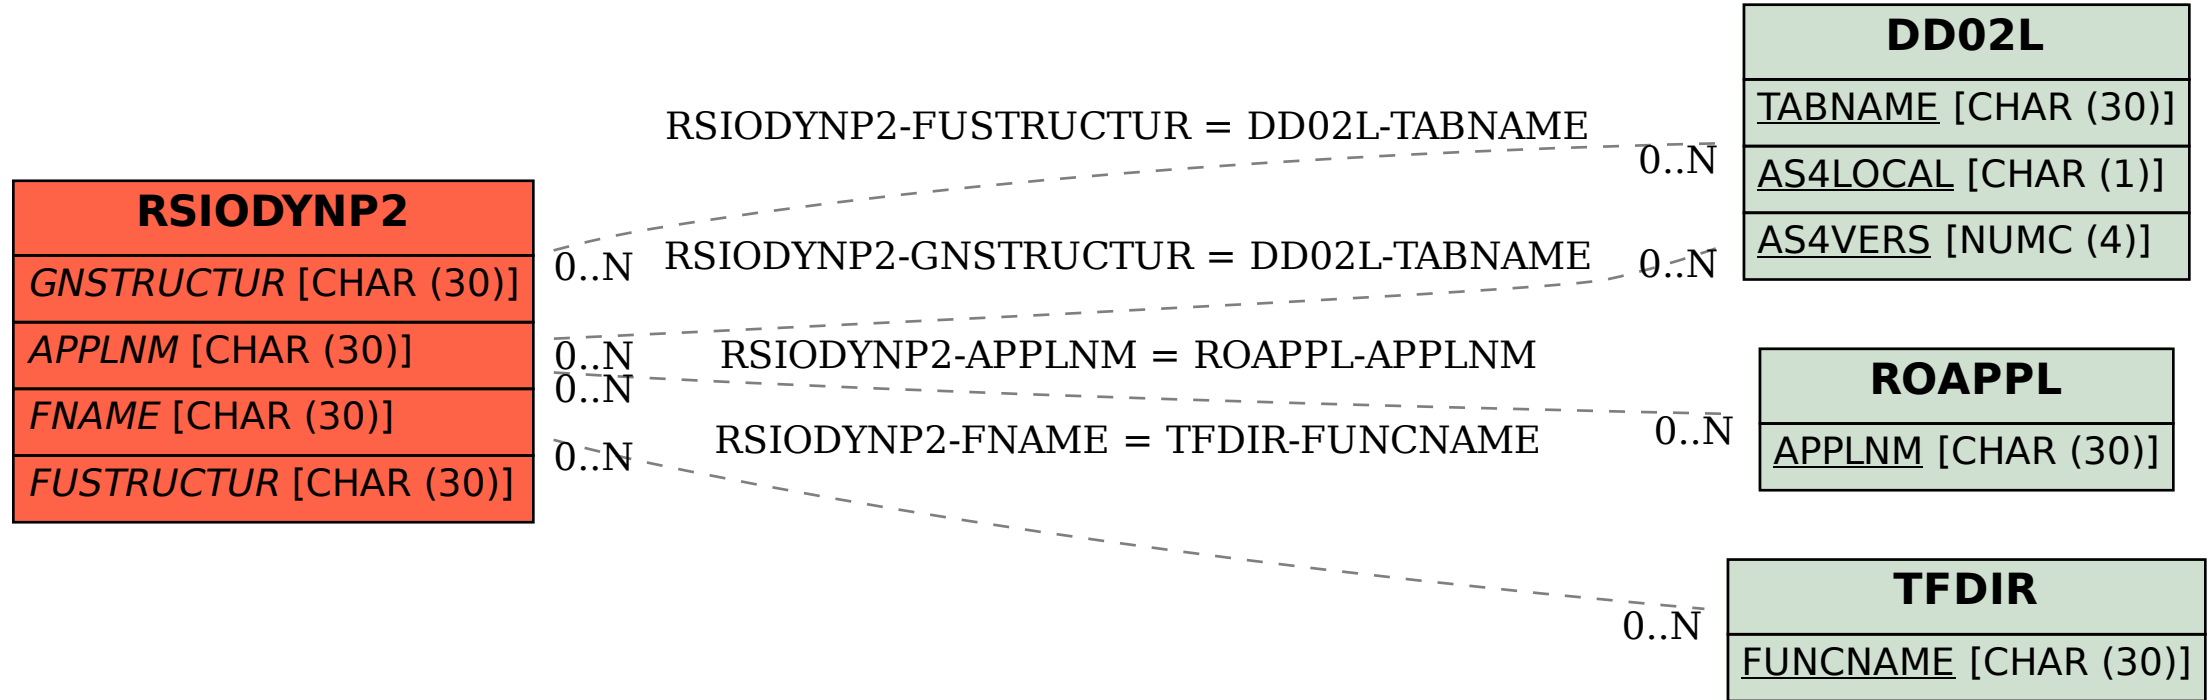 RSIODYNP2
GNSTRUCTUR [CHAR (30)]
APPLNM [CHAR (30)]
FNAME [CHAR (30)]
FUSTRUCTUR [CHAR (30)]
RSIODYNP2-FUSTRUCTUR = DD02L-TABNAME
0..N
0..N
RSIODYNP2-GNSTRUCTUR = DD02L-TABNAME
0..N
0..N
RSIODYNP2-APPLNM = ROAPPL-APPLNM
0..N
0..N
RSIODYNP2-FNAME = TFDIR-FUNCNAME
0..N
0..N
DD02L
TABNAME [CHAR (30)]
AS4LOCAL [CHAR (1)]
AS4VERS [NUMC (4)]
ROAPPL
APPLNM [CHAR (30)]
TFDIR
FUNCNAME [CHAR (30)]